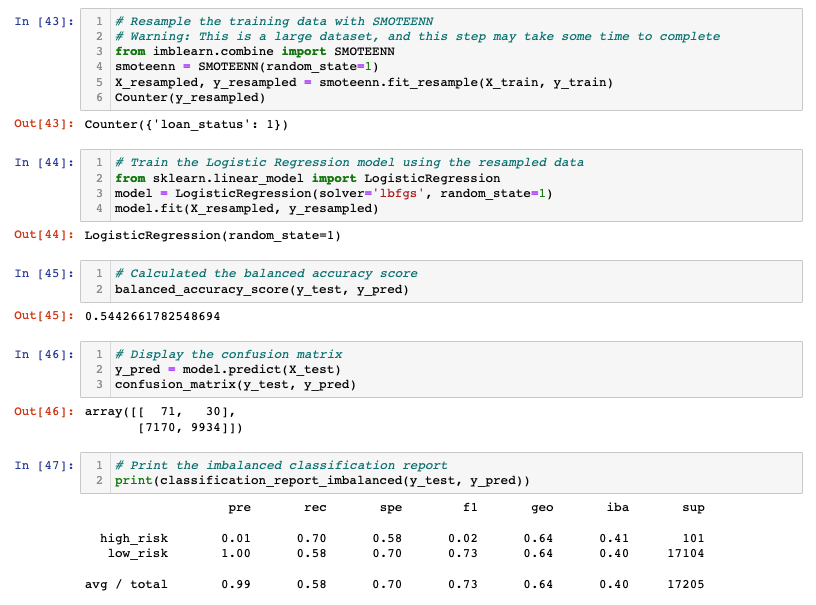 In [43]:
1 # Resample the training data with SMOTEENN
2 # Warning: This is a large dataset, and this step may take some time to complete
3 from imblearn.combine import SMOTEENN
4 smoteenn = SMOTEENN(random_state=1)
5 X_resampled, y_resampled = smoteenn.fit_resample(X_train, y_train)
6 Counter(y_resampled)
Out[43]: Counter({'loan_status': 1})
In [44]:
1 # Train the Logistic Regression model using the resampled data
2 from sklearn.linear_model import LogisticRegression
3 model = LogisticRegression(solver='lbfgs', random_state=1)
4 model.fit(X_resampled, y_resampled)
Out[44]: LogisticRegression(random_state=1)
In [45]:
1 # Calculated the balanced accuracy score
2 balanced_accuracy_score(y_test, y_pred)
Out[45]: 0.5442661782548694
In [46]:
1 # Display the confusion matrix
2 y_pred = model.predict(X_test)
3 confusion_matrix(y_test, y_pred)
Out[46]: array([[  71,   30],
       [7170, 9934]])
In [47]:
1 # Print the imbalanced classification report
2 print(classification_report_imbalanced(y_test, y_pred))
pre rec spe f1 geo iba sup
high_risk 0.01 0.70 0.58 0.02 0.64 0.41 101
low_risk 1.00 0.58 0.70 0.73 0.64 0.40 17104
avg / total 0.99 0.58 0.70 0.73 0.64 0.40 17205